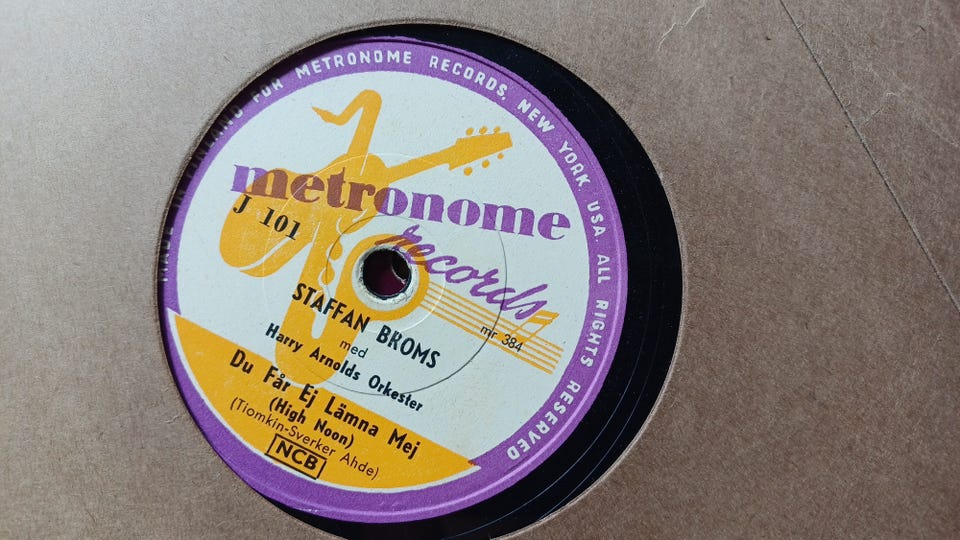 FOR METRONOME RECORDS, NEW YORK, USA. ALL RIGHTS RESERVED
metronome
records
J 101
mr 384
STAFFAN BROMS
med
Harry Arnolds Orkester
Du Får Ej Lämna Mej
(High Noon)
(Tiomkin-Sverker Ahde)
NCB